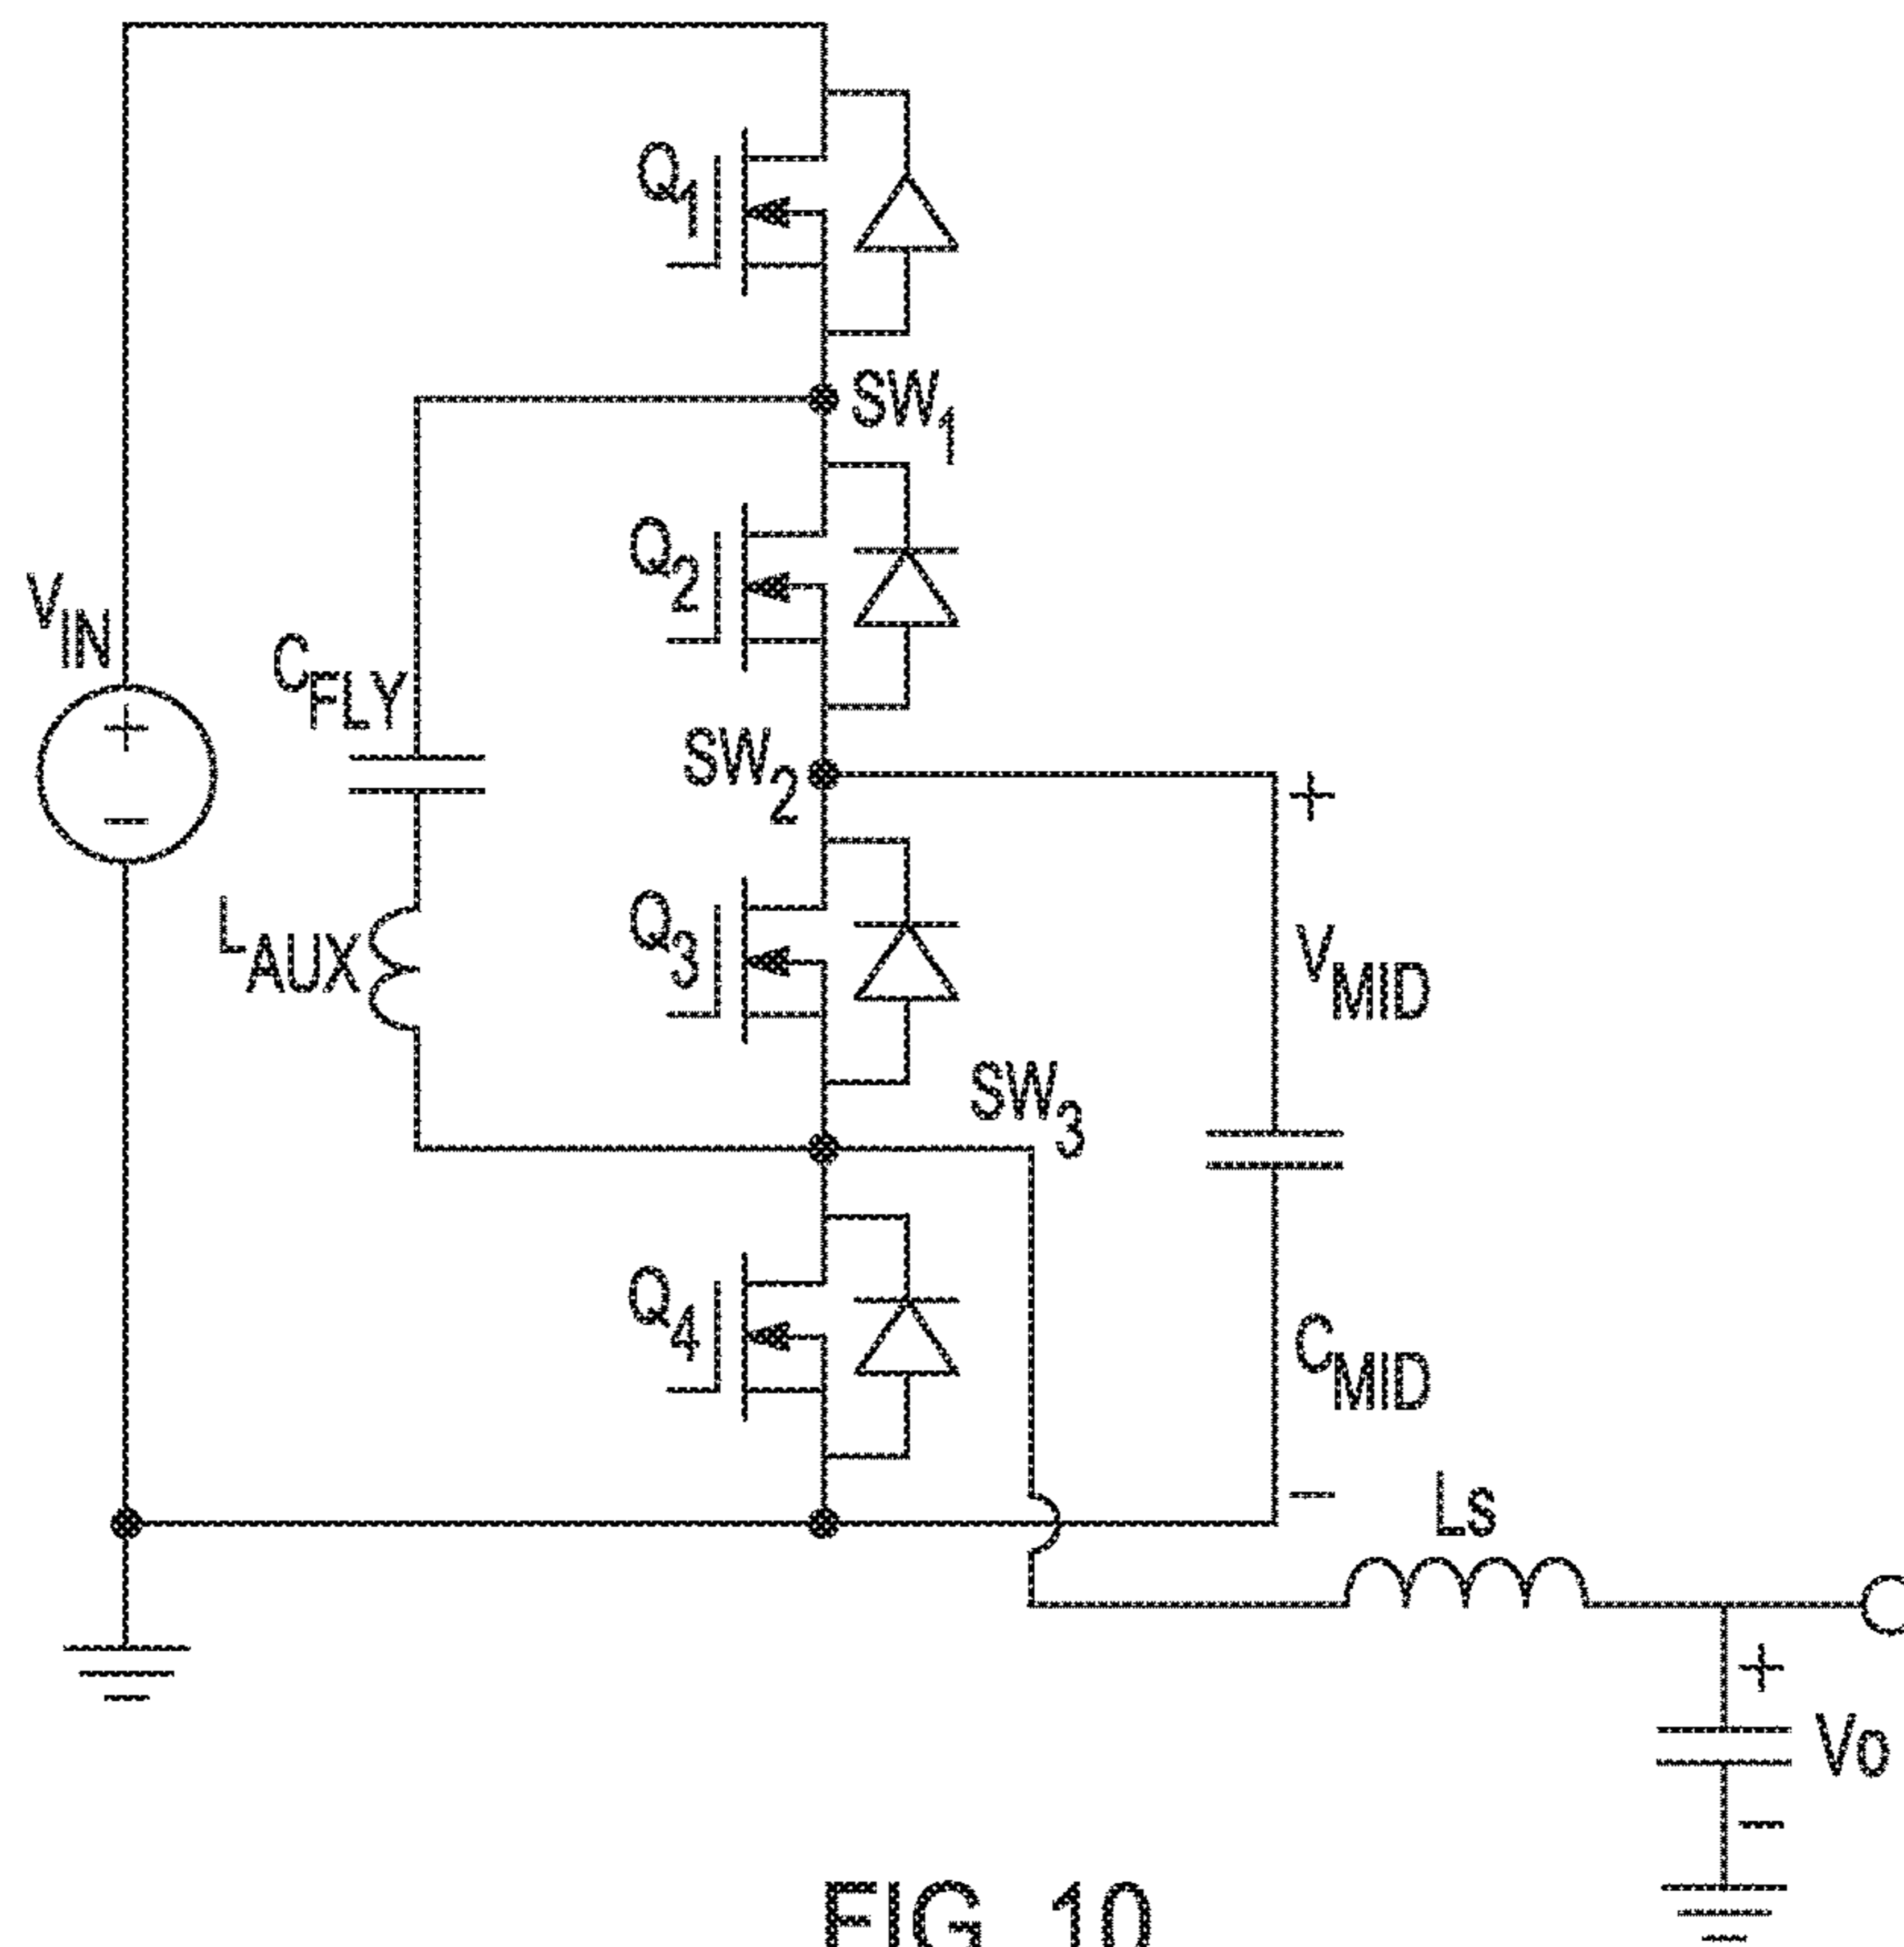 Q1
SW1
Q2
VIN
CFLY
SW2
Q3
LAUX
VMID
SW3
Q4
CMID
Ls
Vo
FIG. 10